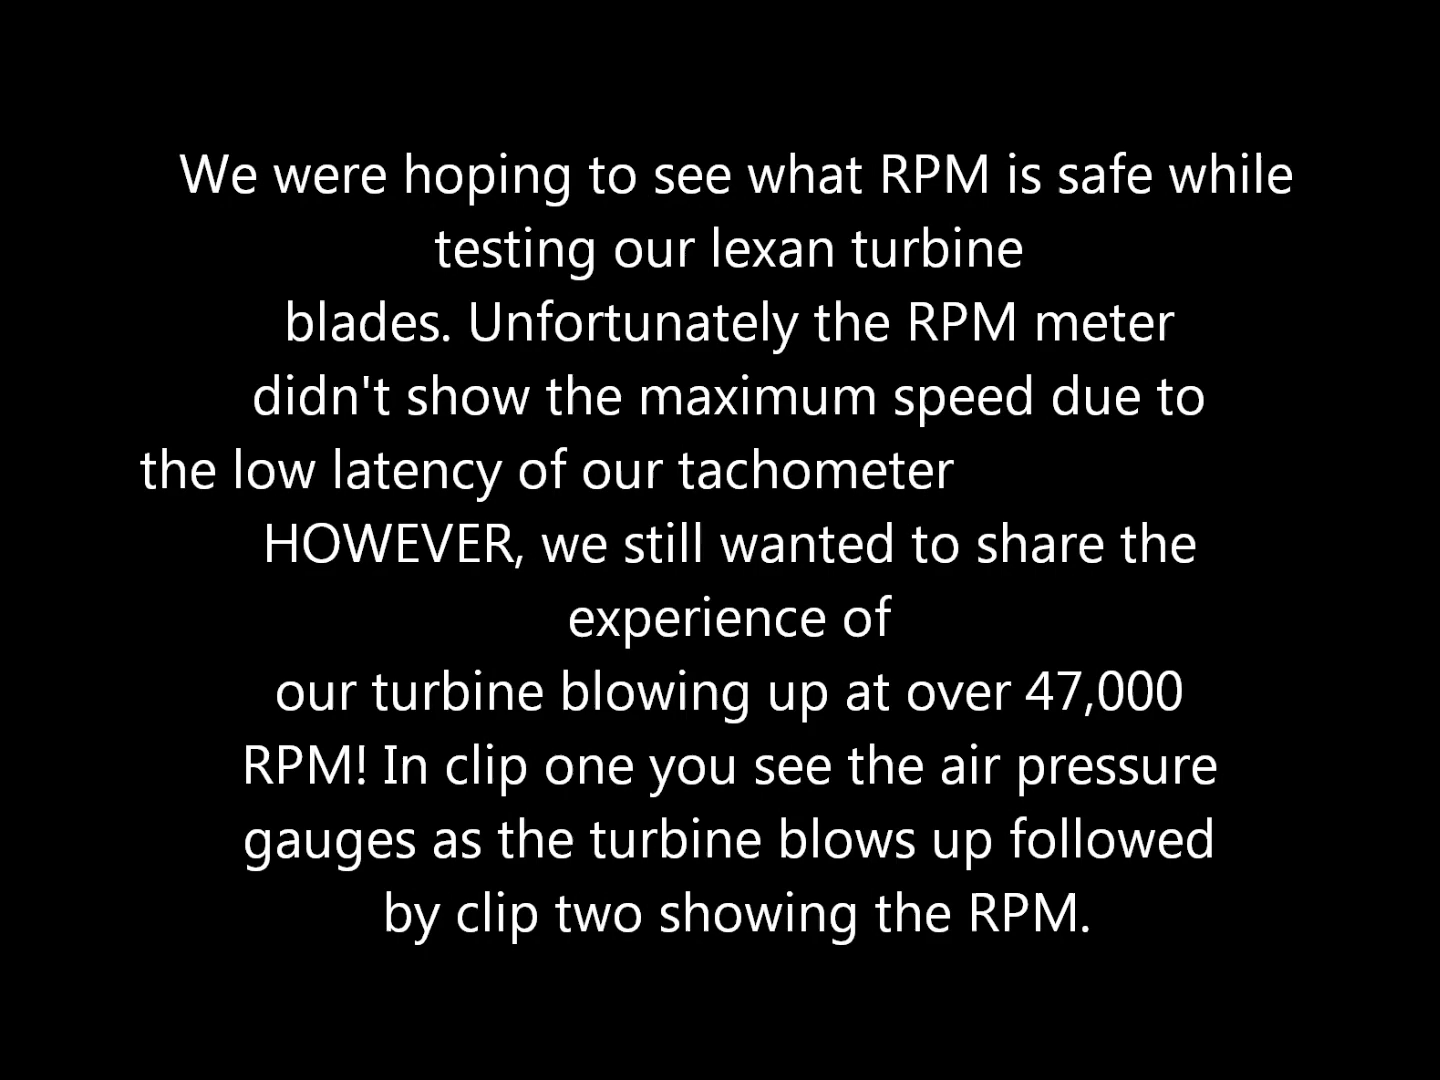 We were hoping to see what RPM is safe while
testing our lexan turbine
blades. Unfortunately the RPM meter
didn't show the maximum speed due to
the low latency of our tachometer
HOWEVER, we still wanted to share the
experience of
our turbine blowing up at over 47,000
RPM! In clip one you see the air pressure
gauges as the turbine blows up followed
by clip two showing the RPM.